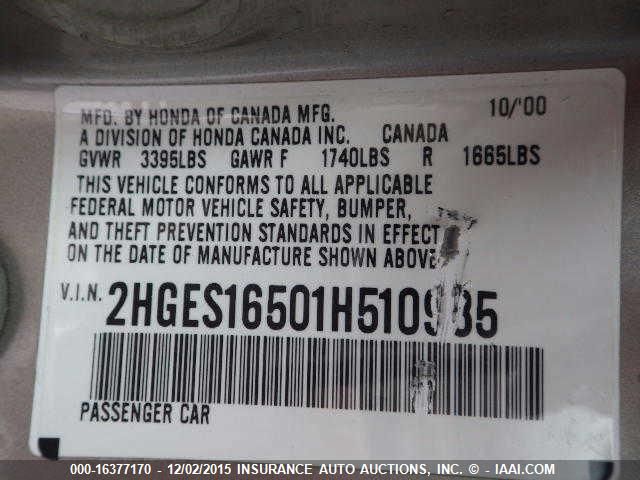 MFD. BY HONDA OF CANADA MFG. 10/'00
A DIVISION OF HONDA CANADA INC. CANADA
GVWR 3395LBS GAWR F 1740LBS R 1665LBS
THIS VEHICLE CONFORMS TO ALL APPLICABLE
FEDERAL MOTOR VEHICLE SAFETY, BUMPER,
AND THEFT PREVENTION STANDARDS IN EFFECT
ON THE DATE OF MANUFACTURE SHOWN ABOVE.
V.I.N. 2HGES16501H510985
PASSENGER CAR
000-16377170 - 12/02/2015 INSURANCE AUTO AUCTIONS, INC. - © IAAI.COM